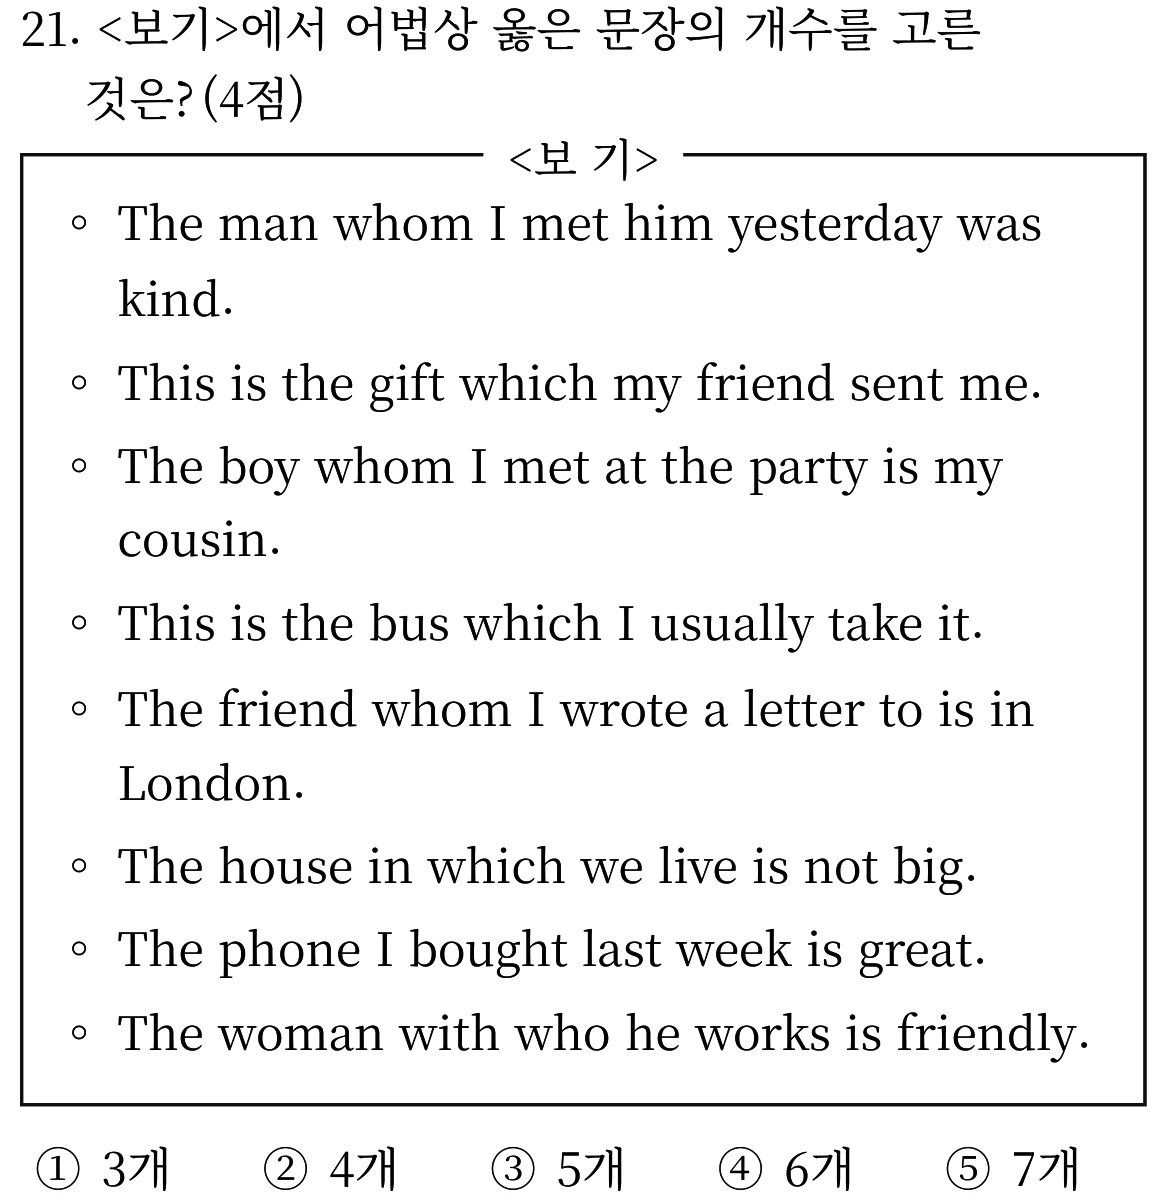 21. <보기>에서 어법상 옳은 문장의 개수를 고른
것은? (4점)
<보 기>
◦ The man whom I met him yesterday was
kind.
◦ This is the gift which my friend sent me.
◦ The boy whom I met at the party is my
cousin.
◦ This is the bus which I usually take it.
◦ The friend whom I wrote a letter to is in
London.
◦ The house in which we live is not big.
◦ The phone I bought last week is great.
◦ The woman with who he works is friendly.
① 3개 ② 4개 ③ 5개 ④ 6개 ⑤ 7개